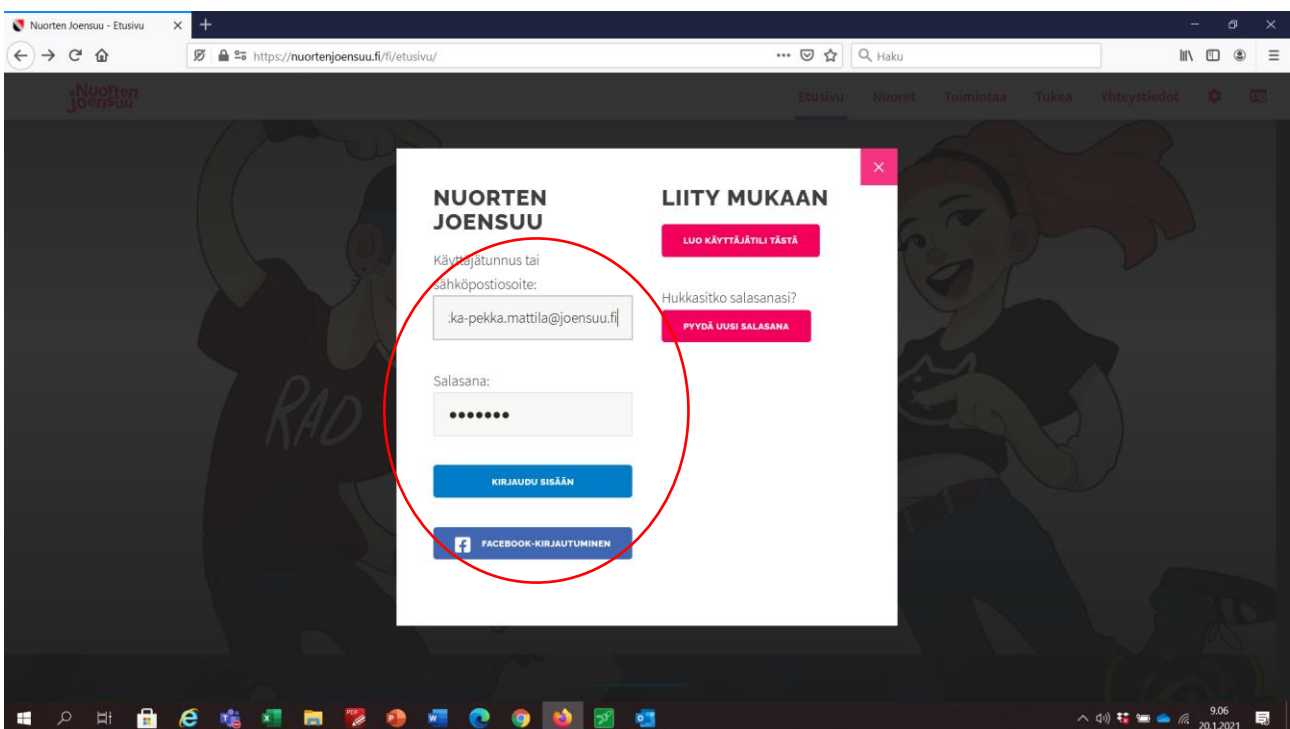 Nuorten Joensuu - Etusivu
https://nuortenjoensuu.fi/fi/etusivu/
Haku
Nuorten
joensuu
Etusivu Nuoret Toimintaa Tukea Yhteystiedot
NUORTEN
JOENSUU
Käyttäjätunnus tai
sähköpostiosoite:
:ka-pekka.mattila@joensuu.fi
Salasana:
KIRJAUDU SISÄÄN
FACEBOOK-KIRJAUTUMINEN
LIITY MUKAAN
LUO KÄYTTÄJÄTILI TÄSTÄ
Hukkasitko salasanasi?
PYYDÄ UUSI SALASANA
RAD
PDF
9.06
20.1.2021